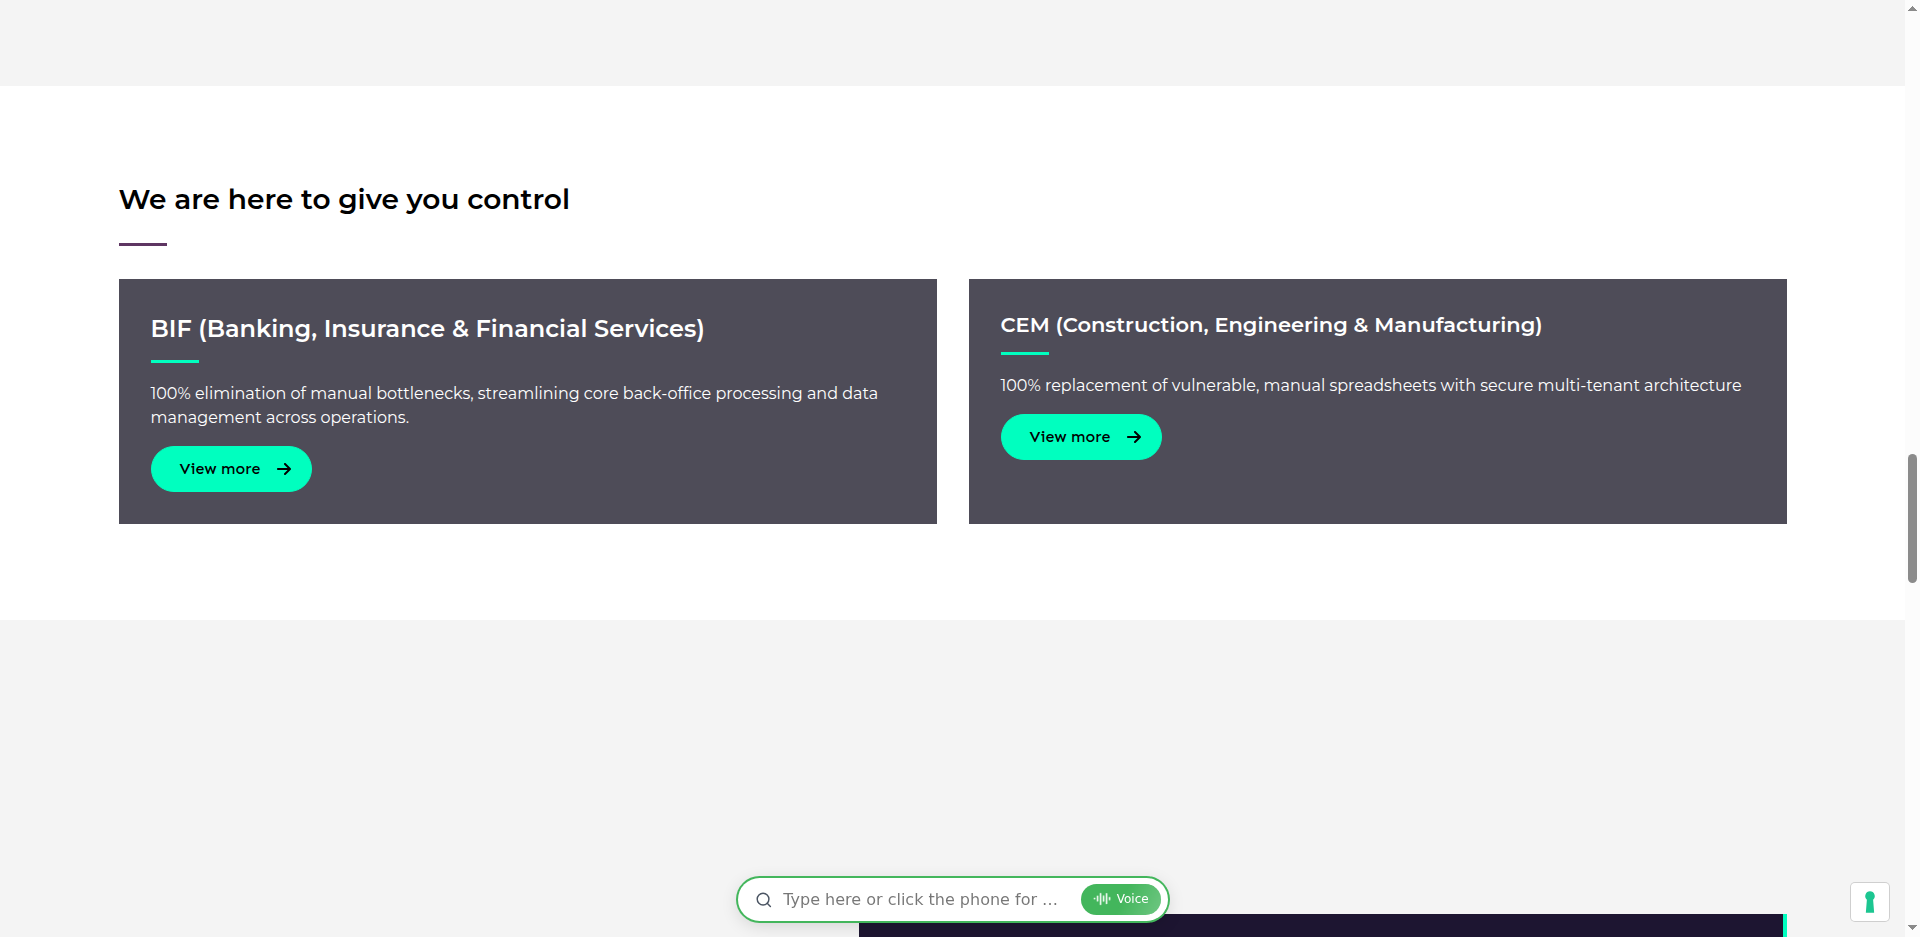 We are here to give you control
BIF (Banking, Insurance & Financial Services)
100% elimination of manual bottlenecks, streamlining core back-office processing and data
management across operations.
View more
CEM (Construction, Engineering & Manufacturing)
100% replacement of vulnerable, manual spreadsheets with secure multi-tenant architecture
View more
Type here or click the phone for ...
Voice